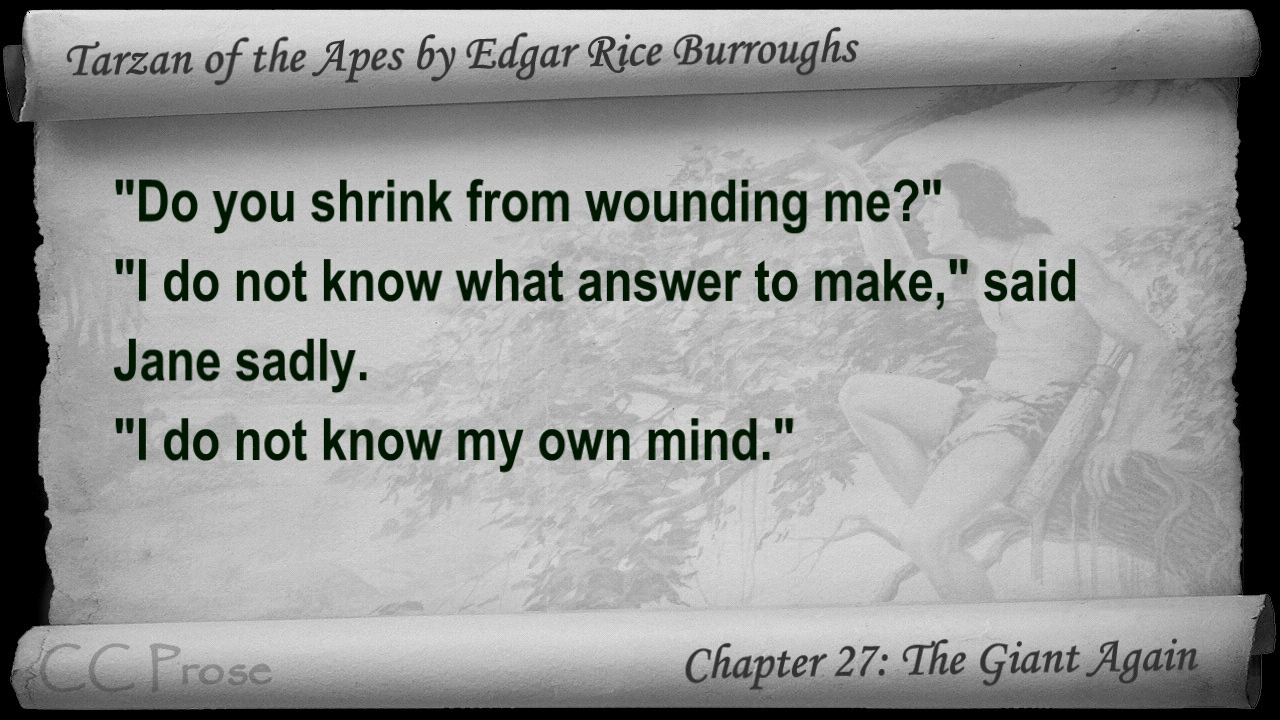 Tarzan of the Apes by Edgar Rice Burroughs
"Do you shrink from wounding me?"
"I do not know what answer to make," said
Jane sadly.
"I do not know my own mind."
CC Prose
Chapter 27: The Giant Again